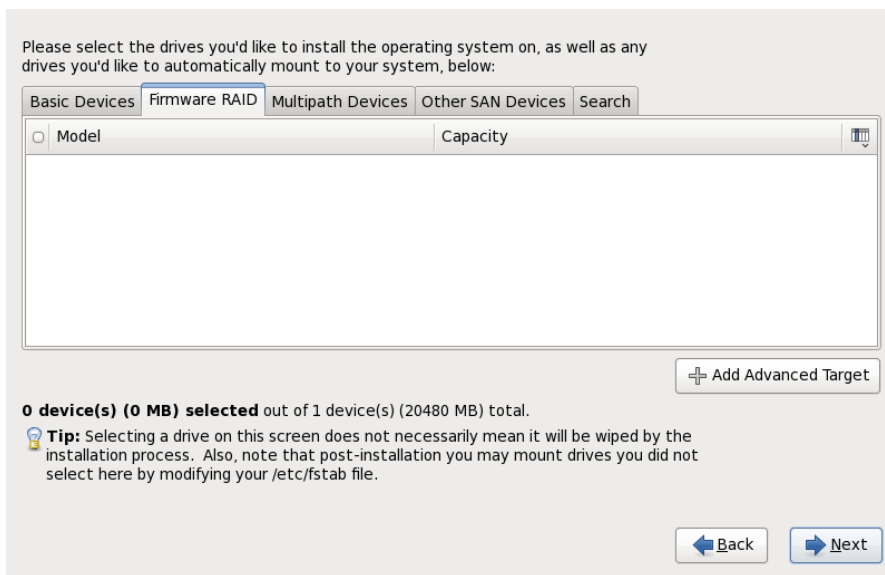 Please select the drives you'd like to install the operating system on, as well as any
drives you'd like to automatically mount to your system, below:
Basic Devices Firmware RAID Multipath Devices Other SAN Devices Search
Model Capacity
Add Advanced Target
0 device(s) (0 MB) selected out of 1 device(s) (20480 MB) total.
Tip: Selecting a drive on this screen does not necessarily mean it will be wiped by the
installation process.  Also, note that post-installation you may mount drives you did not
select here by modifying your /etc/fstab file.
Back Next